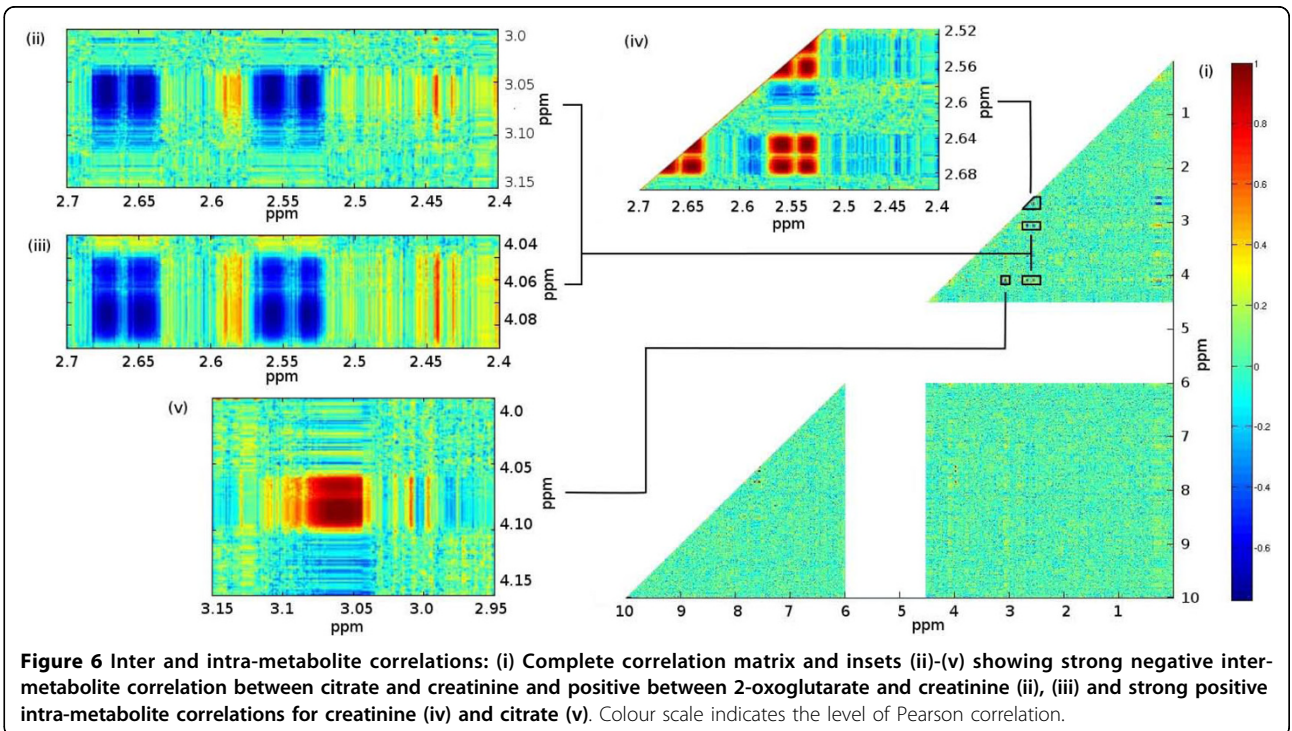 (ii)
3.0
3.05
3.10
3.15
ppm
2.7 2.65 2.6 2.55 2.5 2.45 2.4
ppm
(iii)
4.04
4.06
4.08
ppm
2.7 2.65 2.6 2.55 2.5 2.45 2.4
ppm
(iv)
2.52
2.56
2.6
2.64
2.68
ppm
2.7 2.65 2.6 2.55 2.5 2.45 2.4
ppm
(v)
4.0
4.05
4.10
4.15
ppm
3.15 3.1 3.05 3.0 2.95
ppm
(i)
1
2
3
4
5
6
7
8
9
10
ppm
10 9 8 7 6 5 4 3 2 1
ppm
1
0.8
0.6
0.4
0.2
0
-0.2
-0.4
-0.6
Figure 6 Inter and intra-metabolite correlations: (i) Complete correlation matrix and insets (ii)-(v) showing strong negative inter-
metabolite correlation between citrate and creatinine and positive between 2-oxoglutarate and creatinine (ii), (iii) and strong positive
intra-metabolite correlations for creatinine (iv) and citrate (v). Colour scale indicates the level of Pearson correlation.